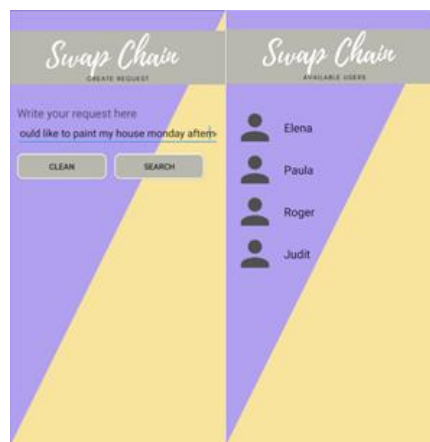 Swap Chain
CREATE REQUEST
Write your request here
ould like to paint my house monday aftern
CLEAN
SEARCH
Swap Chain
AVAILABLE USERS
Elena
Paula
Roger
Judit